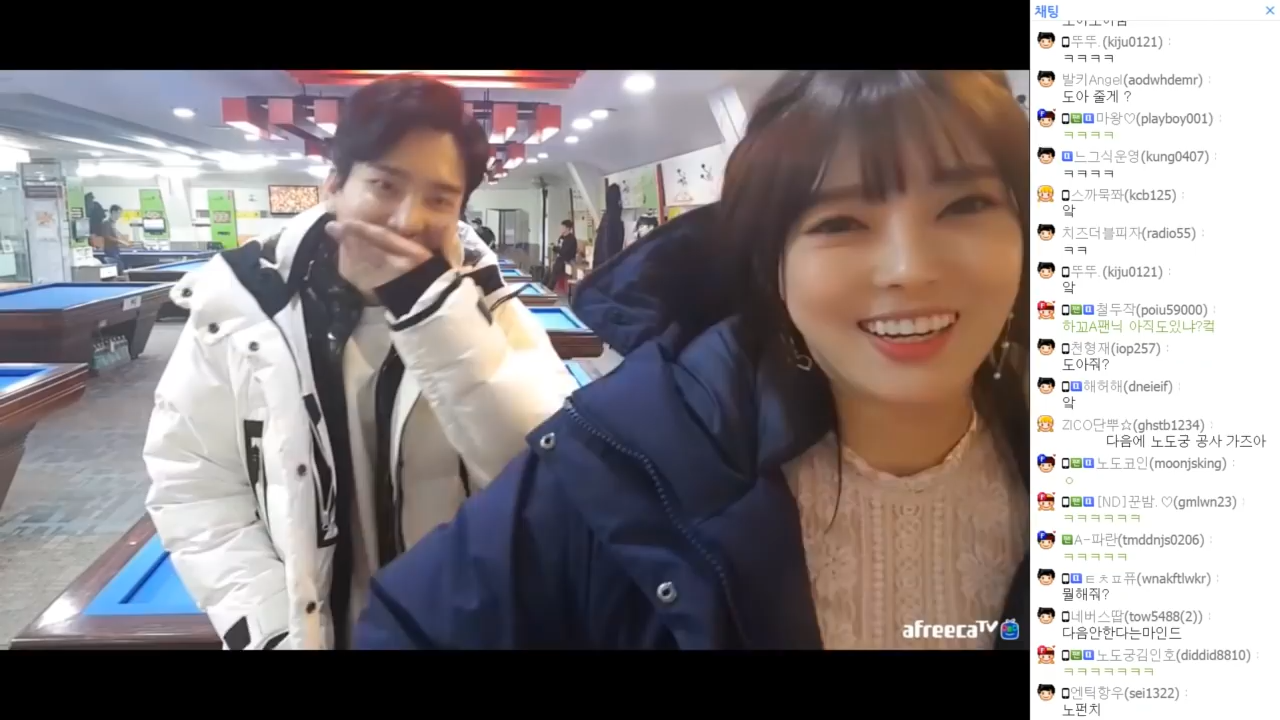 채팅
뚜뚜.(kiju0121) :
ㅋㅋㅋㅋ
발키Angel(aodwhdemr) :
도아 줄게 ?
마왕♡(playboy001) :
ㅋㅋㅋㅋ
느그식운영(kung0407) :
ㅋㅋㅋㅋ
스까묵쫘(kcb125) :
앜
치즈더블피자(radio55) :
ㅋㅋ
뚜뚜.(kiju0121) :
앜
철두작(poiu59000) :
하꼬A팬닉 아직도있냐?컼
천형재(iop257) :
도아줘?
해허해(dneieif) :
앜
ZICO단뿌☆(ghstb1234) :
다음에 노도궁 공사 가즈아
노도코인(moonjsking) :
ㅇ
[ND]꾼밤.♡(gmlwn23) :
ㅋㅋㅋㅋㅋㅋ
A-파란(tmddnjs0206) :
ㅋㅋㅋㅋㅋ
ㅌㅊㅍ퓨(wnakftlwkr) :
뭘해줘?
네버스땁(tow5488(2)) :
다음안한다는마인드
노도궁김인호(diddid8810) :
ㅋㅋㅋㅋㅋㅋㅋ
엔틱항우(sei1322) :
노펀치
afreecaTV